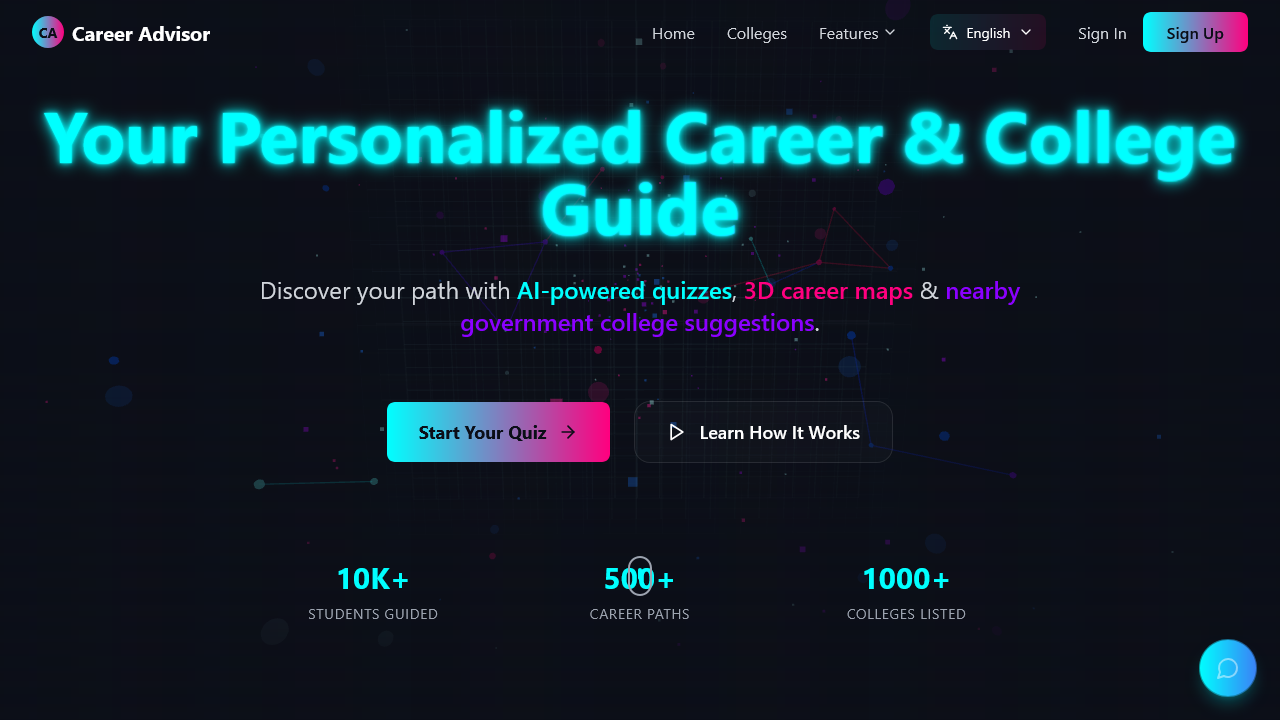 CA Career Advisor
Home Colleges Features English Sign In Sign Up
Your Personalized Career & College
Guide
Discover your path with AI-powered quizzes, 3D career maps & nearby
government college suggestions.
Start Your Quiz Learn How It Works
10K+ 500+ 1000+
STUDENTS GUIDED CAREER PATHS COLLEGES LISTED